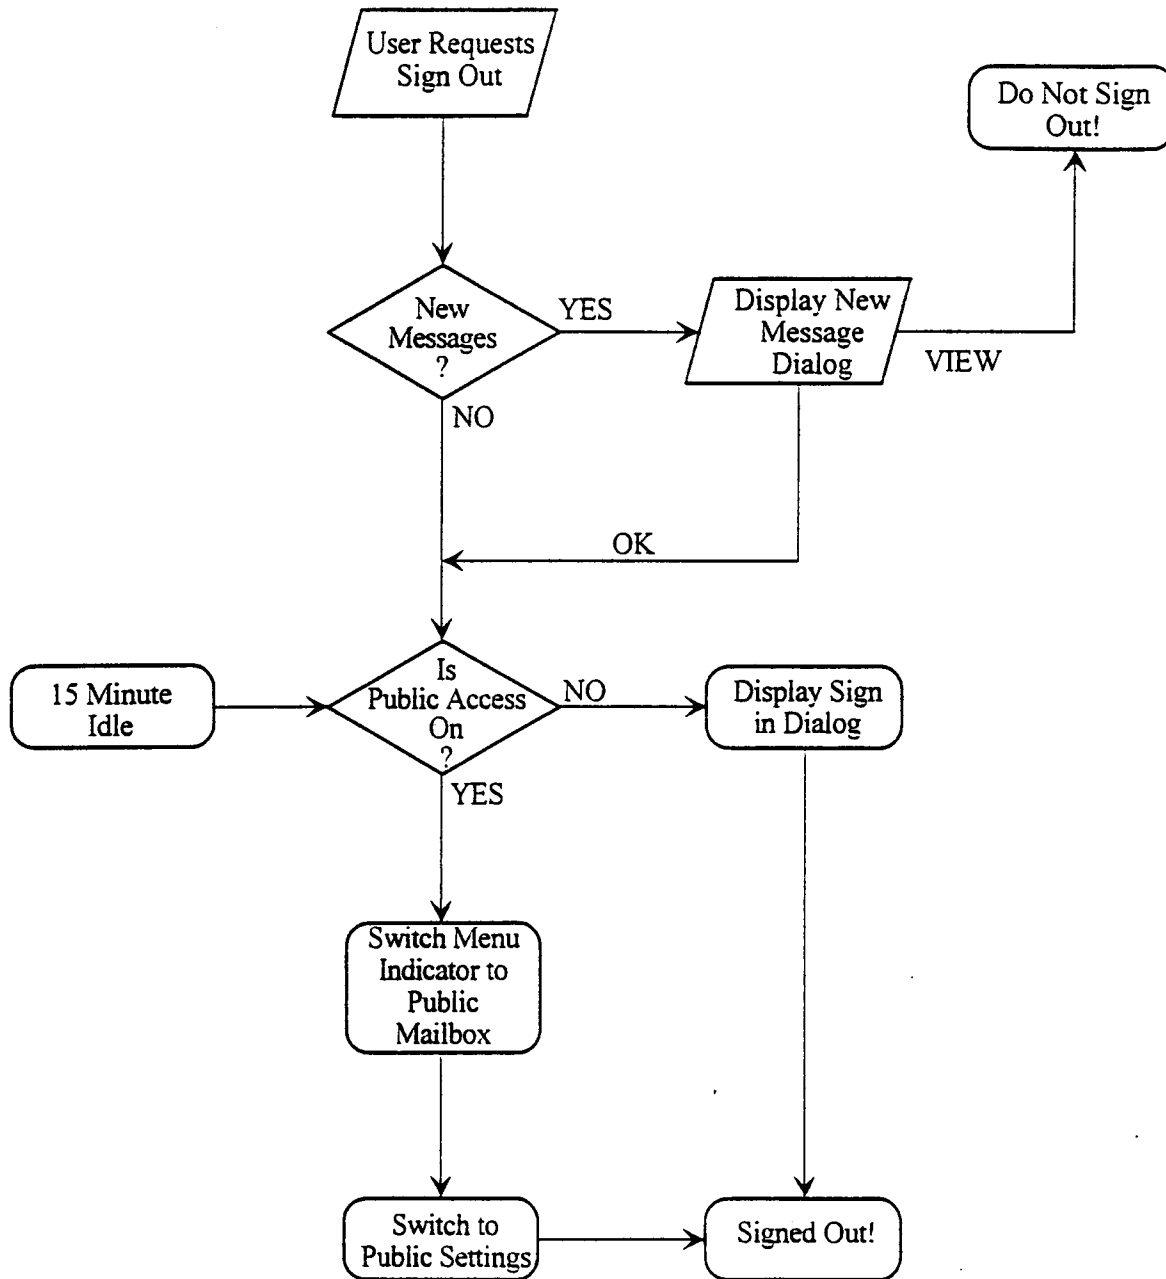 User Requests
Sign Out
Do Not Sign
Out!
New
Messages
?
YES
Display New
Message
Dialog
VIEW
NO
OK
15 Minute
Idle
Is
Public Access
On
?
NO
Display Sign
in Dialog
YES
Switch Menu
Indicator to
Public
Mailbox
Switch to
Public Settings
Signed Out!